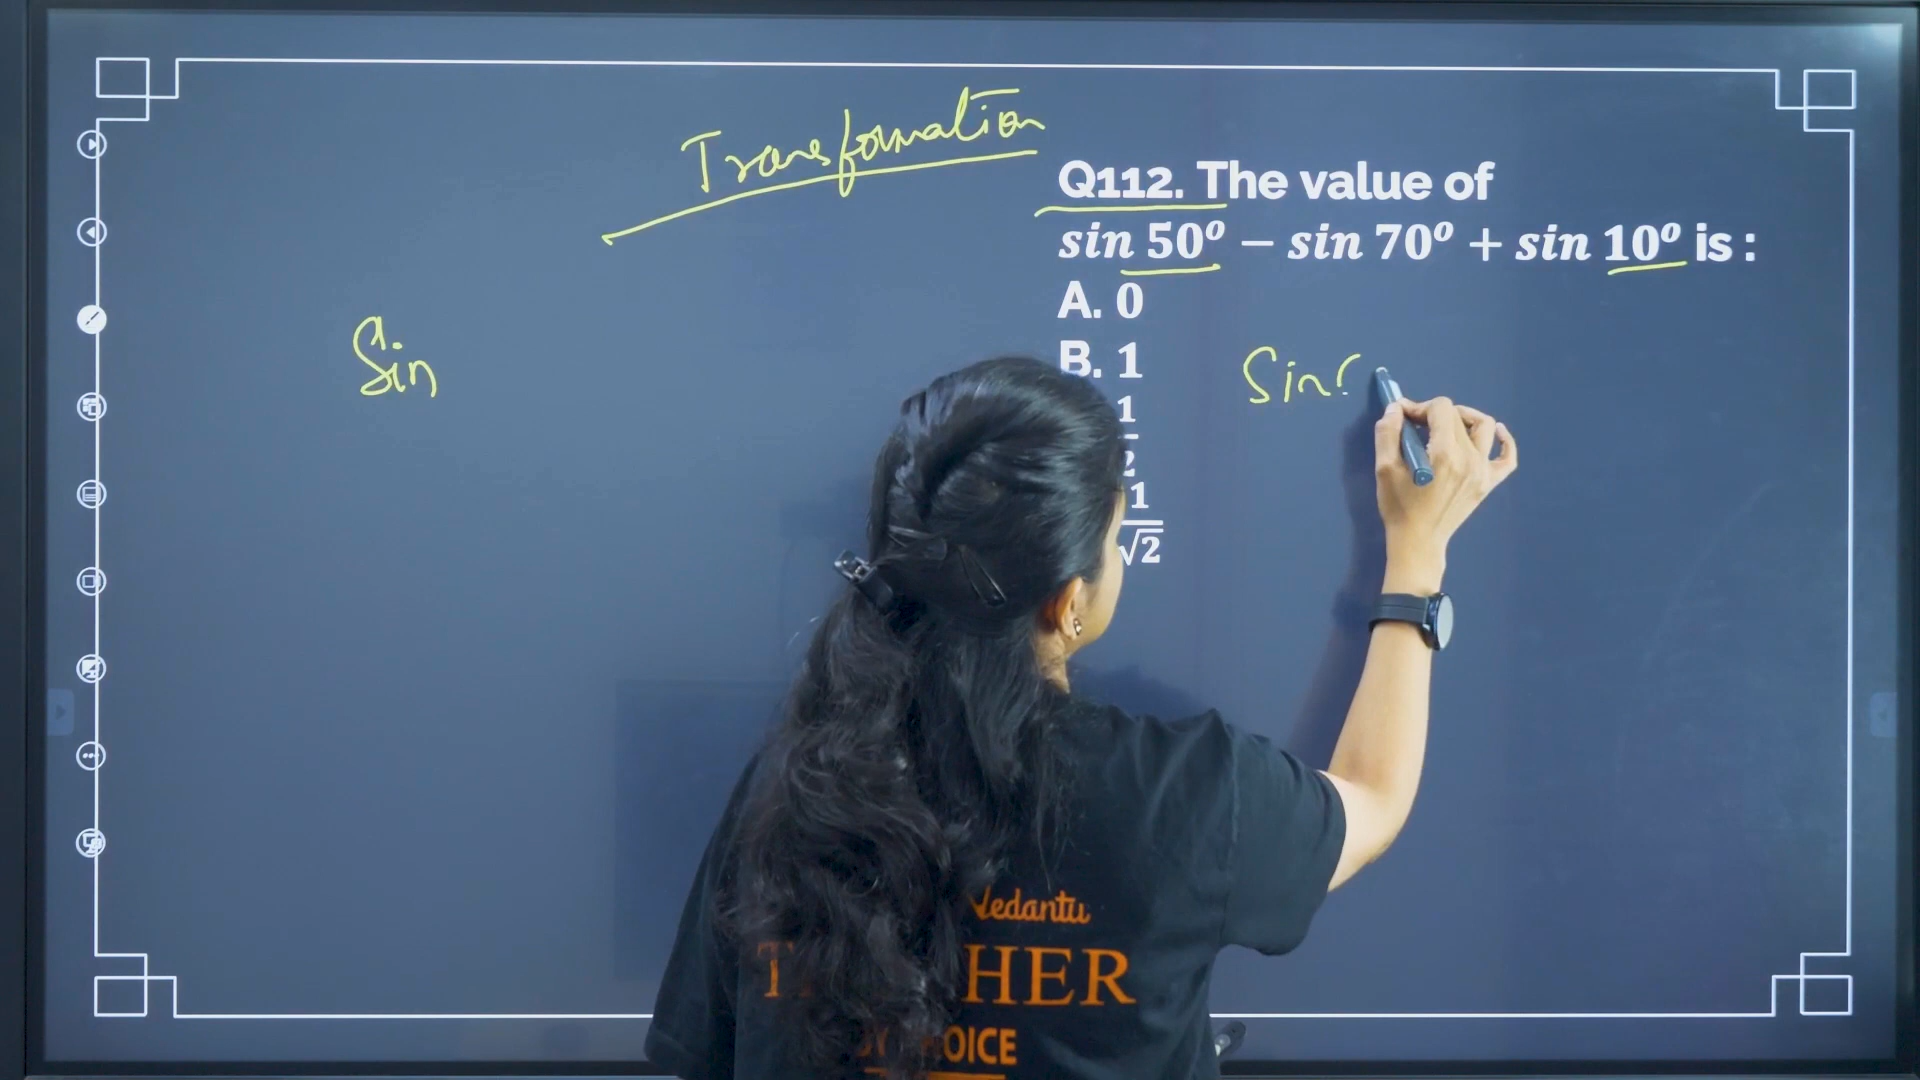 Transformation
Q112. The value of
sin 50° − sin 70° + sin 10° is :
A. 0
B. 1
1
2
1
√2
Sin
Sin(
Vedantu
HER
OICE